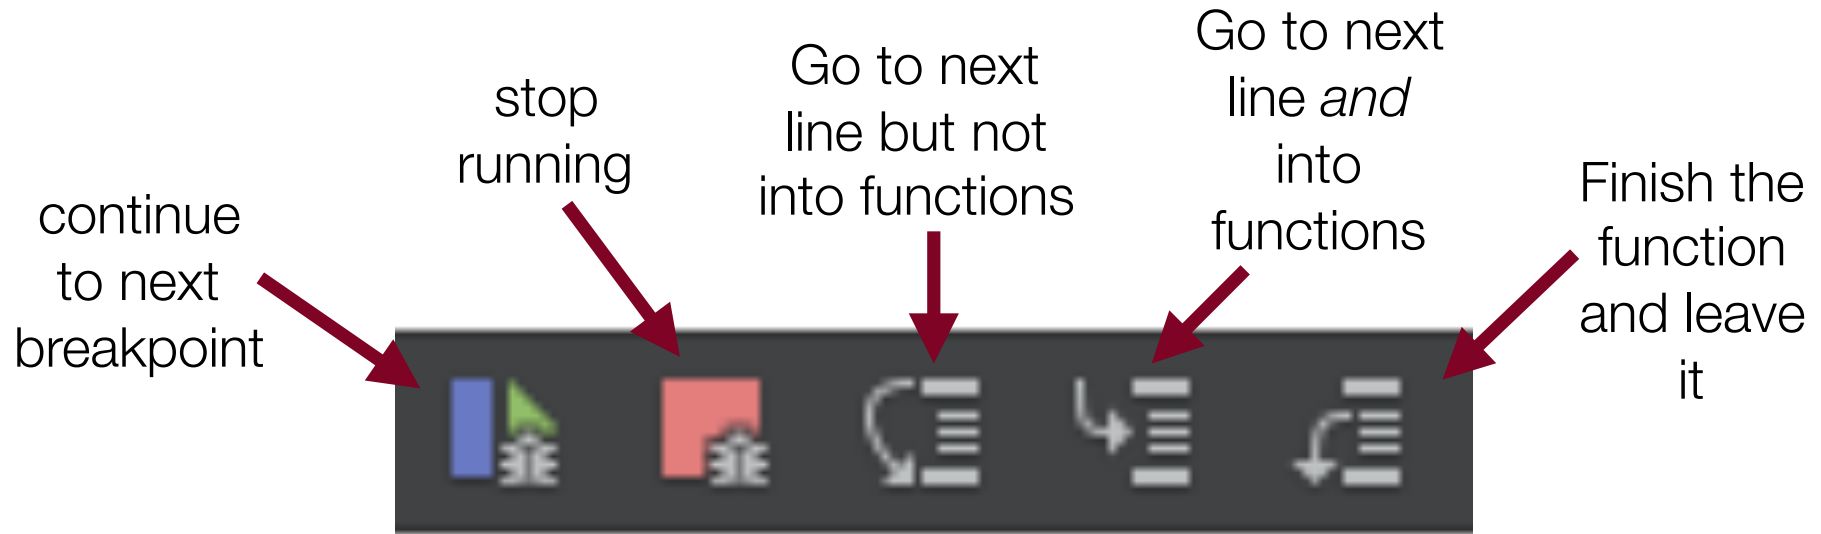 continue
to next
breakpoint
stop
running
Go to next
line but not
into functions
Go to next
line and
into
functions
Finish the
function
and leave
it